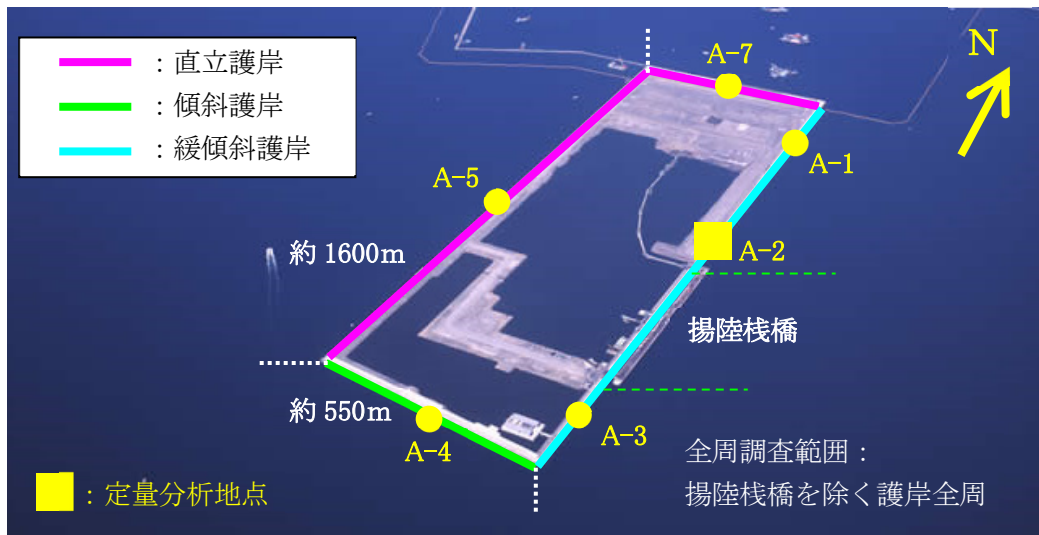 ：直立護岸
：傾斜護岸
：緩傾斜護岸
A-7
N
A-1
A-5
A-2
約 1600m
揚陸桟橋
約 550m
A-4
A-3
全周調査範囲：
揚陸桟橋を除く護岸全周
：定量分析地点